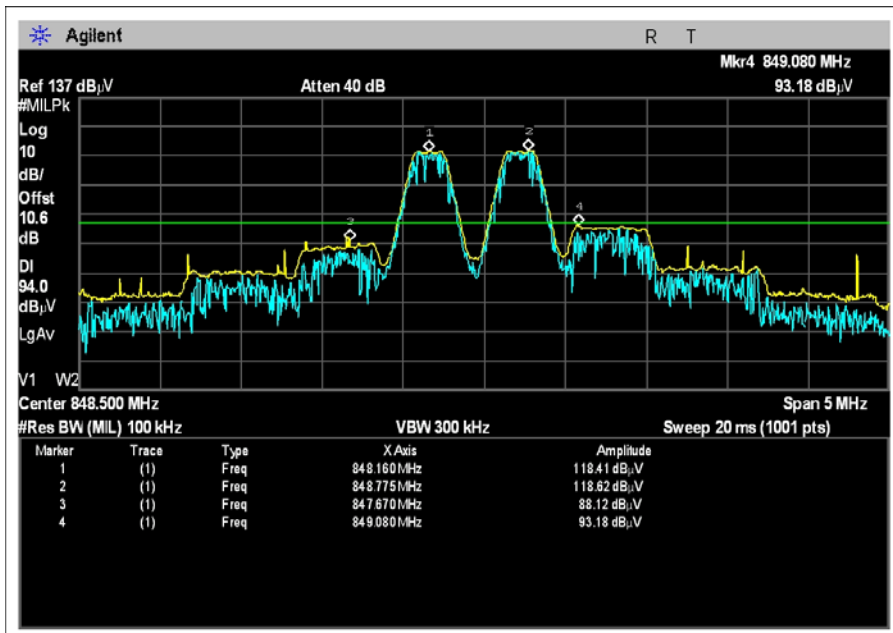 Agilent R T
Mkr4 849.080 MHz
Ref 137 dBµV Atten 40 dB 93.18 dBµV
#MILPk
Log
10
dB/
Offst
10.6
dB
DI
94.0
dBµV
LgAv
V1 W2
1
2
3
4
Center 848.500 MHz Span 5 MHz
#Res BW (MIL) 100 kHz VBW 300 kHz Sweep 20 ms (1001 pts)
Marker Trace Type X Axis Amplitude
1 (1) Freq 848.160 MHz 118.41 dBµV
2 (1) Freq 848.775 MHz 118.62 dBµV
3 (1) Freq 847.670 MHz 88.12 dBµV
4 (1) Freq 849.080 MHz 93.18 dBµV